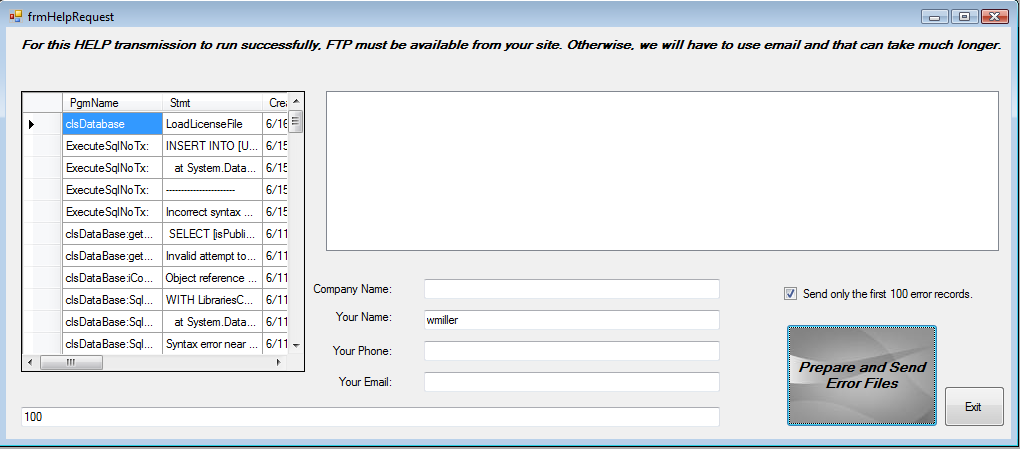 frmHelpRequest
For this HELP transmission to run successfully, FTP must be available from your site. Otherwise, we will have to use email and that can take much longer.
PgmName Stmt Crea
clsDatabase LoadLicenseFile 6/16
ExecuteSqlNoTx: INSERT INTO [U... 6/15
ExecuteSqlNoTx: at System.Data... 6/15
ExecuteSqlNoTx: ----------------------- 6/15
ExecuteSqlNoTx: Incorrect syntax ... 6/15
clsDataBase:get... SELECT [isPubli... 6/11
clsDataBase:get... Invalid attempt to... 6/11
clsDataBase:iCo... Object reference ... 6/11
clsDataBase:Sql... WITH LibrariesC... 6/11
clsDataBase:Sql... at System.Data... 6/11
clsDataBase:Sql... Syntax error near ... 6/11
Company Name:
Your Name: wmiller
Your Phone:
Your Email:
Send only the first 100 error records.
Prepare and Send
Error Files
Exit
100